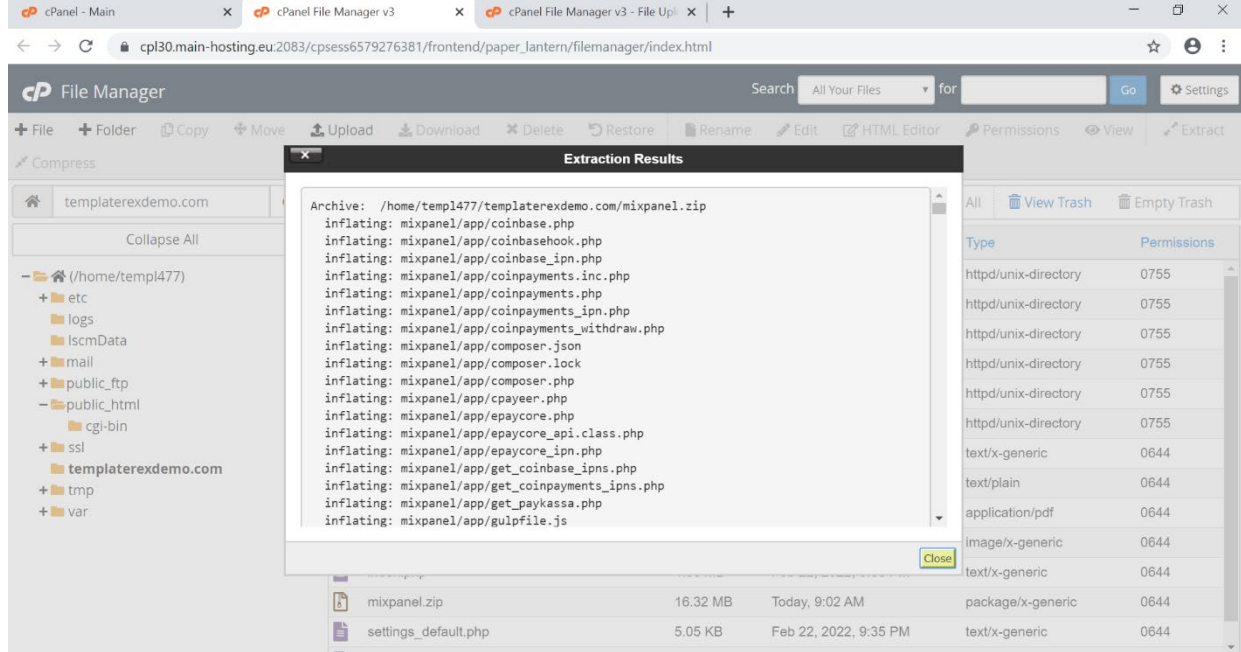 cPanel - Main
cPanel File Manager v3
cPanel File Manager v3 - File Upl
cpl30.main-hosting.eu:2083/cpsess6579276381/frontend/paper_lantern/filemanager/index.html
cP File Manager
Search All Your Files for Go Settings
+ File + Folder Copy Move Upload Download Delete Restore Rename Edit HTML Editor Permissions View Extract
Compress
Extraction Results
templaterexdemo.com
All View Trash Empty Trash
Collapse All
Type Permissions
(/home/templ477)
etc
logs
lscmData
mail
public_ftp
public_html
cgi-bin
ssl
templaterexdemo.com
tmp
var
Archive: /home/templ477/templaterexdemo.com/mixpanel.zip
inflating: mixpanel/app/coinbase.php
inflating: mixpanel/app/coinbasehook.php
inflating: mixpanel/app/coinbase_ipn.php
inflating: mixpanel/app/coinpayments.inc.php
inflating: mixpanel/app/coinpayments.php
inflating: mixpanel/app/coinpayments_ipn.php
inflating: mixpanel/app/coinpayments_withdraw.php
inflating: mixpanel/app/composer.json
inflating: mixpanel/app/composer.lock
inflating: mixpanel/app/composer.php
inflating: mixpanel/app/cpayeer.php
inflating: mixpanel/app/epaycore.php
inflating: mixpanel/app/epaycore_api.class.php
inflating: mixpanel/app/epaycore_ipn.php
inflating: mixpanel/app/get_coinbase_ipns.php
inflating: mixpanel/app/get_coinpayments_ipns.php
inflating: mixpanel/app/get_paykassa.php
inflating: mixpanel/app/gulpfile.js
Close
httpd/unix-directory 0755
httpd/unix-directory 0755
httpd/unix-directory 0755
httpd/unix-directory 0755
httpd/unix-directory 0755
httpd/unix-directory 0755
text/x-generic 0644
text/plain 0644
application/pdf 0644
image/x-generic 0644
text/x-generic 0644
mixpanel.zip 16.32 MB Today, 9:02 AM package/x-generic 0644
settings_default.php 5.05 KB Feb 22, 2022, 9:35 PM text/x-generic 0644